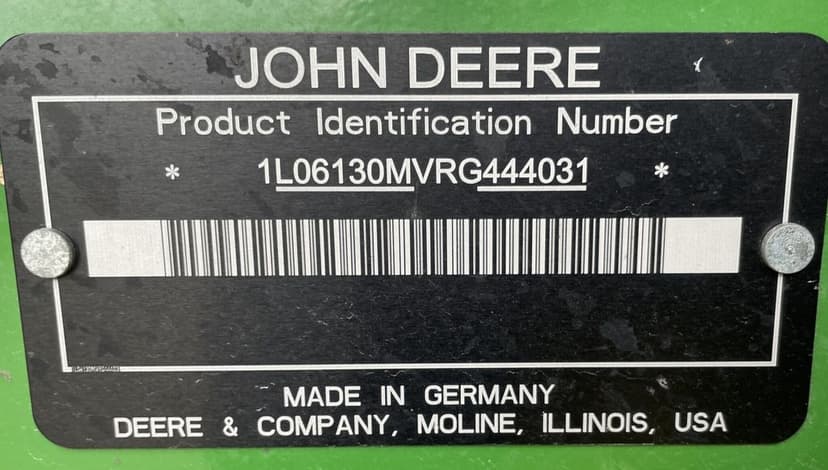 JOHN DEERE
Product Identification Number
* 1L06130MVRG444031 *
MADE IN GERMANY
DEERE & COMPANY, MOLINE, ILLINOIS, USA